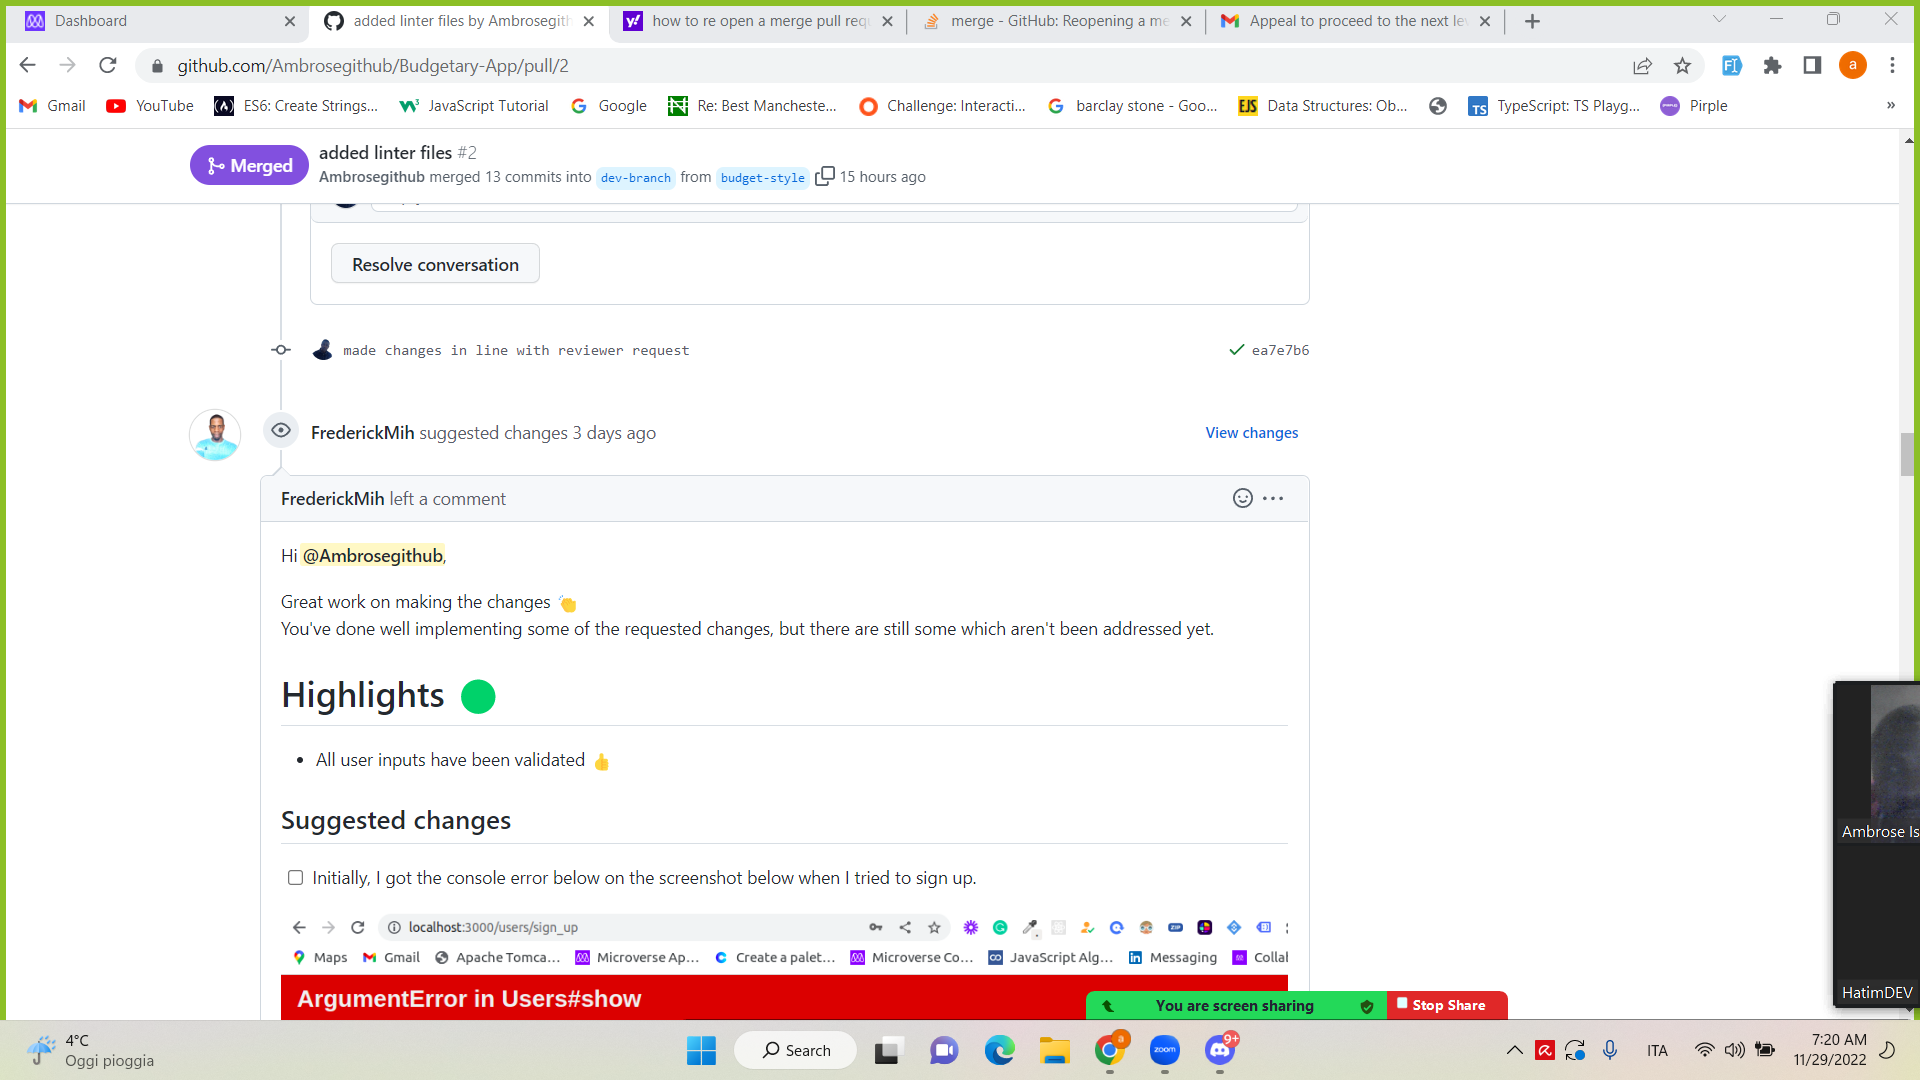 Dashboard
added linter files by Ambrosegith
how to re open a merge pull requ
merge - GitHub: Reopening a me
Appeal to proceed to the next lev
github.com/Ambrosegithub/Budgetary-App/pull/2
a
Gmail
YouTube
ES6: Create Strings...
JavaScript Tutorial
Google
Re: Best Mancheste...
Challenge: Interacti...
barclay stone - Goo...
EJS
Data Structures: Ob...
TS
TypeScript: TS Playg...
Pirple
»
Merged
added linter files #2
Ambrosegithub merged 13 commits into dev-branch from budget-style 15 hours ago
Resolve conversation
made changes in line with reviewer request
ea7e7b6
FrederickMih suggested changes 3 days ago
View changes
FrederickMih left a comment
Hi @Ambrosegithub,
Great work on making the changes 👏
You've done well implementing some of the requested changes, but there are still some which aren't been addressed yet.
Highlights
• All user inputs have been validated 👍
Suggested changes
Initially, I got the console error below on the screenshot below when I tried to sign up.
localhost:3000/users/sign_up
ZIP
Maps
Gmail
Apache Tomca...
Microverse Ap...
Create a palet...
Microverse Co...
JavaScript Alg...
Messaging
Collal
ArgumentError in Users#show
Ambrose Is
HatimDEV
You are screen sharing
Stop Share
4°C
Oggi pioggia
Search
a
zoom
9+
ITA
7:20 AM
11/29/2022